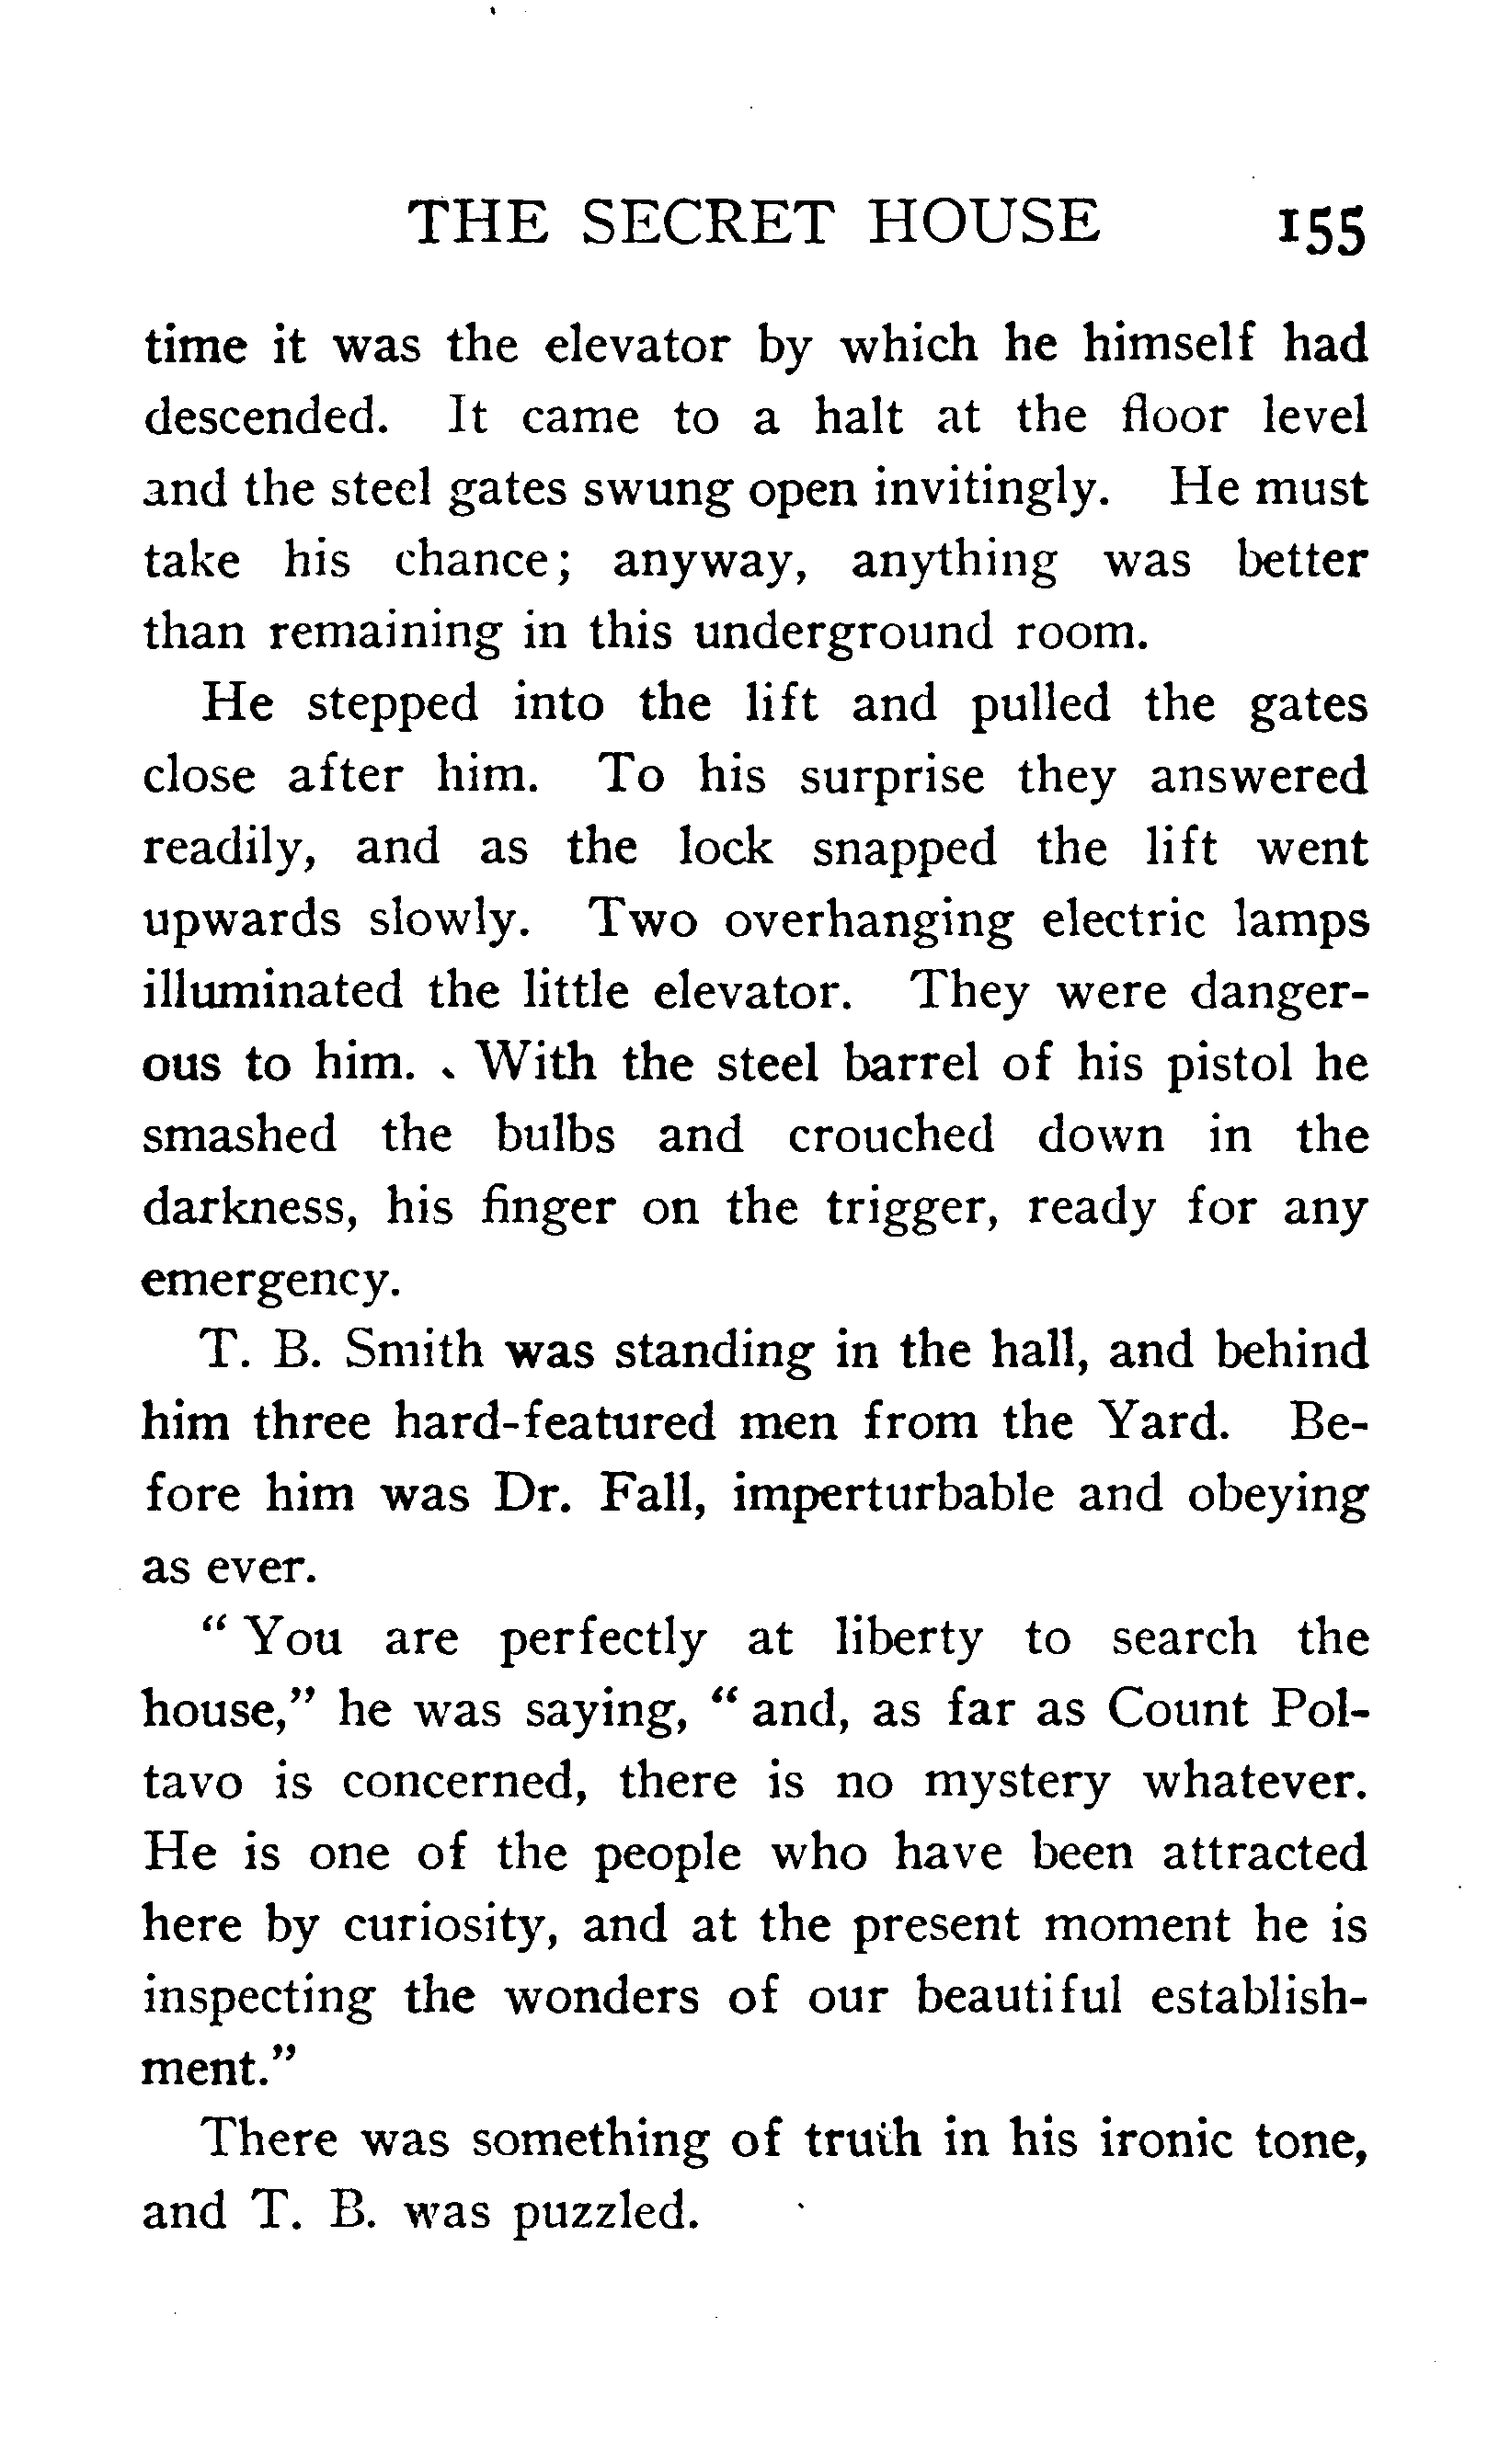 THE SECRET HOUSE 155
time it was the elevator by which he himself had
descended. It came to a halt at the floor level
and the steel gates swung open invitingly. He must
take his chance; anyway, anything was better
than remaining in this underground room.
He stepped into the lift and pulled the gates
close after him. To his surprise they answered
readily, and as the lock snapped the lift went
upwards slowly. Two overhanging electric lamps
illuminated the little elevator. They were danger-
ous to him. With the steel barrel of his pistol he
smashed the bulbs and crouched down in the
darkness, his finger on the trigger, ready for any
emergency.
T. B. Smith was standing in the hall, and behind
him three hard-featured men from the Yard. Be-
fore him was Dr. Fall, imperturbable and obeying
as ever.
" You are perfectly at liberty to search the
house," he was saying, " and, as far as Count Pol-
tavo is concerned, there is no mystery whatever.
He is one of the people who have been attracted
here by curiosity, and at the present moment he is
inspecting the wonders of our beautiful establish-
ment."
There was something of truth in his ironic tone,
and T. B. was puzzled.